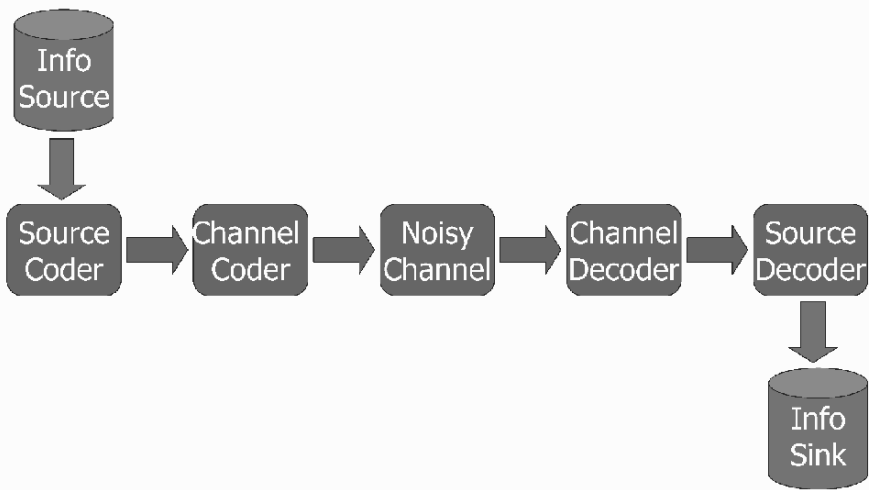 Info
Source
Source
Coder
Channel
Coder
Noisy
Channel
Channel
Decoder
Source
Decoder
Info
Sink